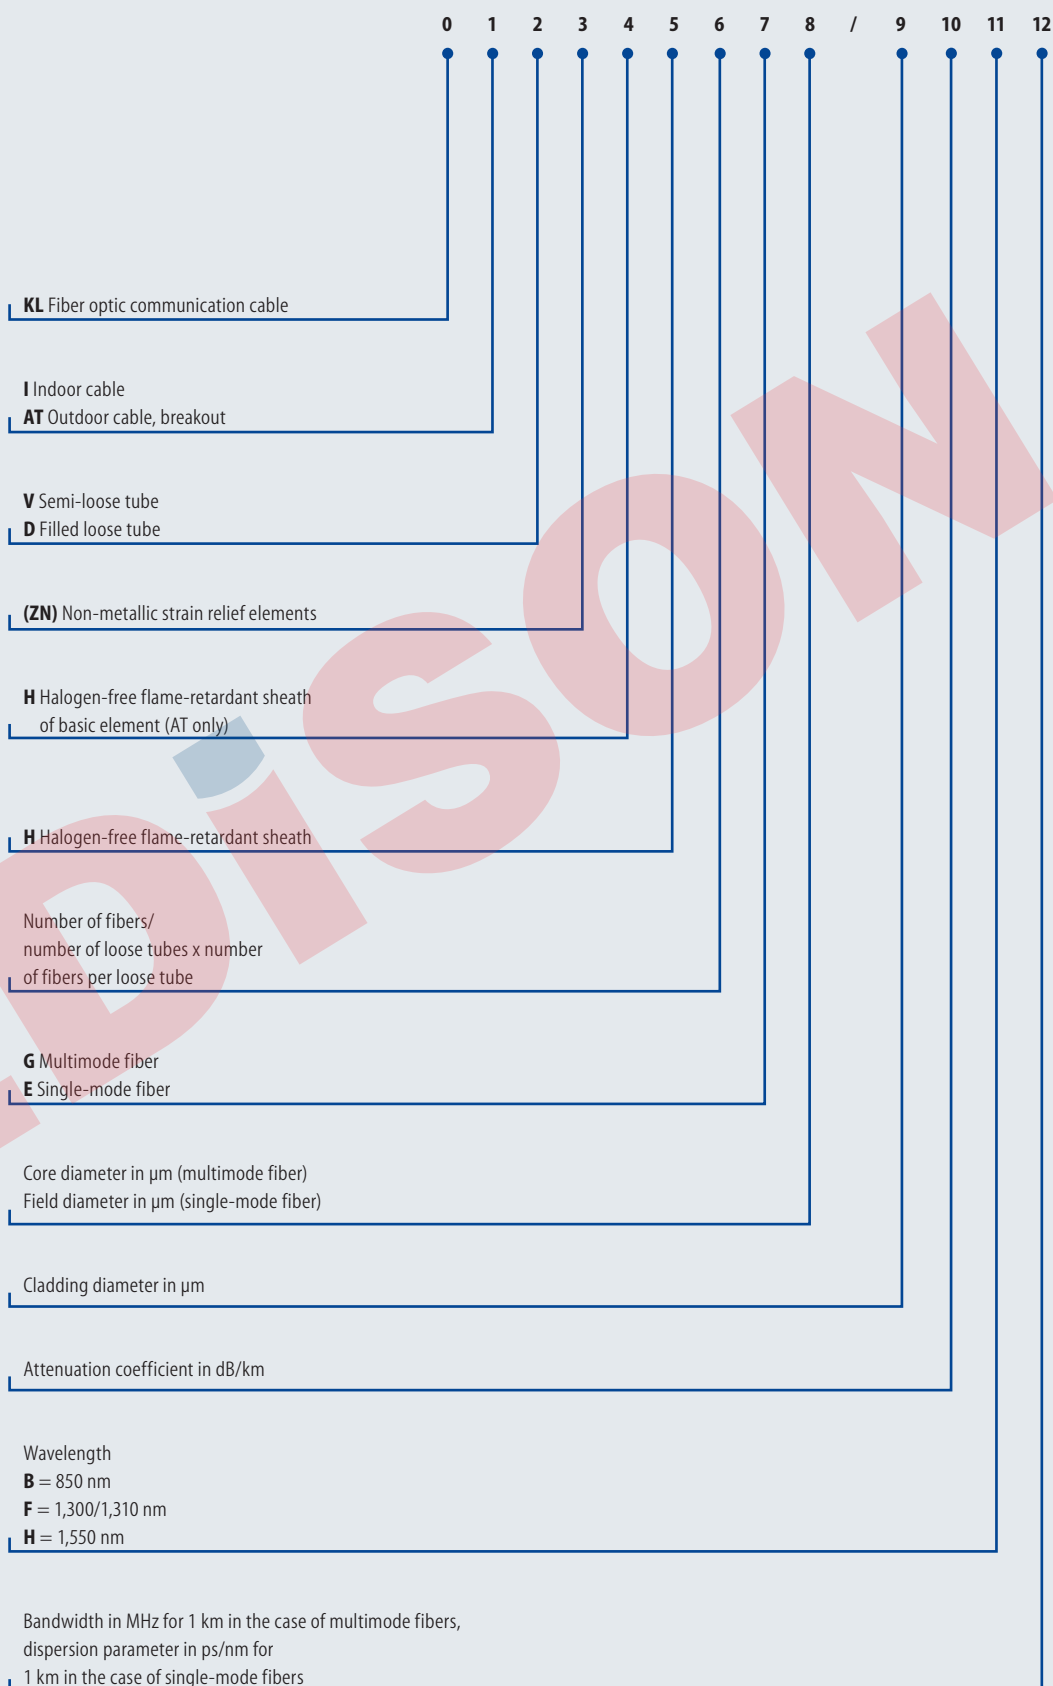 0 1 2 3 4 5 6 7 8 / 9 10 11 12
KL Fiber optic communication cable
I Indoor cable
AT Outdoor cable, breakout
V Semi-loose tube
D Filled loose tube
(ZN) Non-metallic strain relief elements
H Halogen-free flame-retardant sheath
of basic element (AT only)
H Halogen-free flame-retardant sheath
Number of fibers/
number of loose tubes x number
of fibers per loose tube
G Multimode fiber
E Single-mode fiber
Core diameter in µm (multimode fiber)
Field diameter in µm (single-mode fiber)
Cladding diameter in µm
Attenuation coefficient in dB/km
Wavelength
B = 850 nm
F = 1,300/1,310 nm
H = 1,550 nm
Bandwidth in MHz for 1 km in the case of multimode fibers,
dispersion parameter in ps/nm for
1 km in the case of single-mode fibers